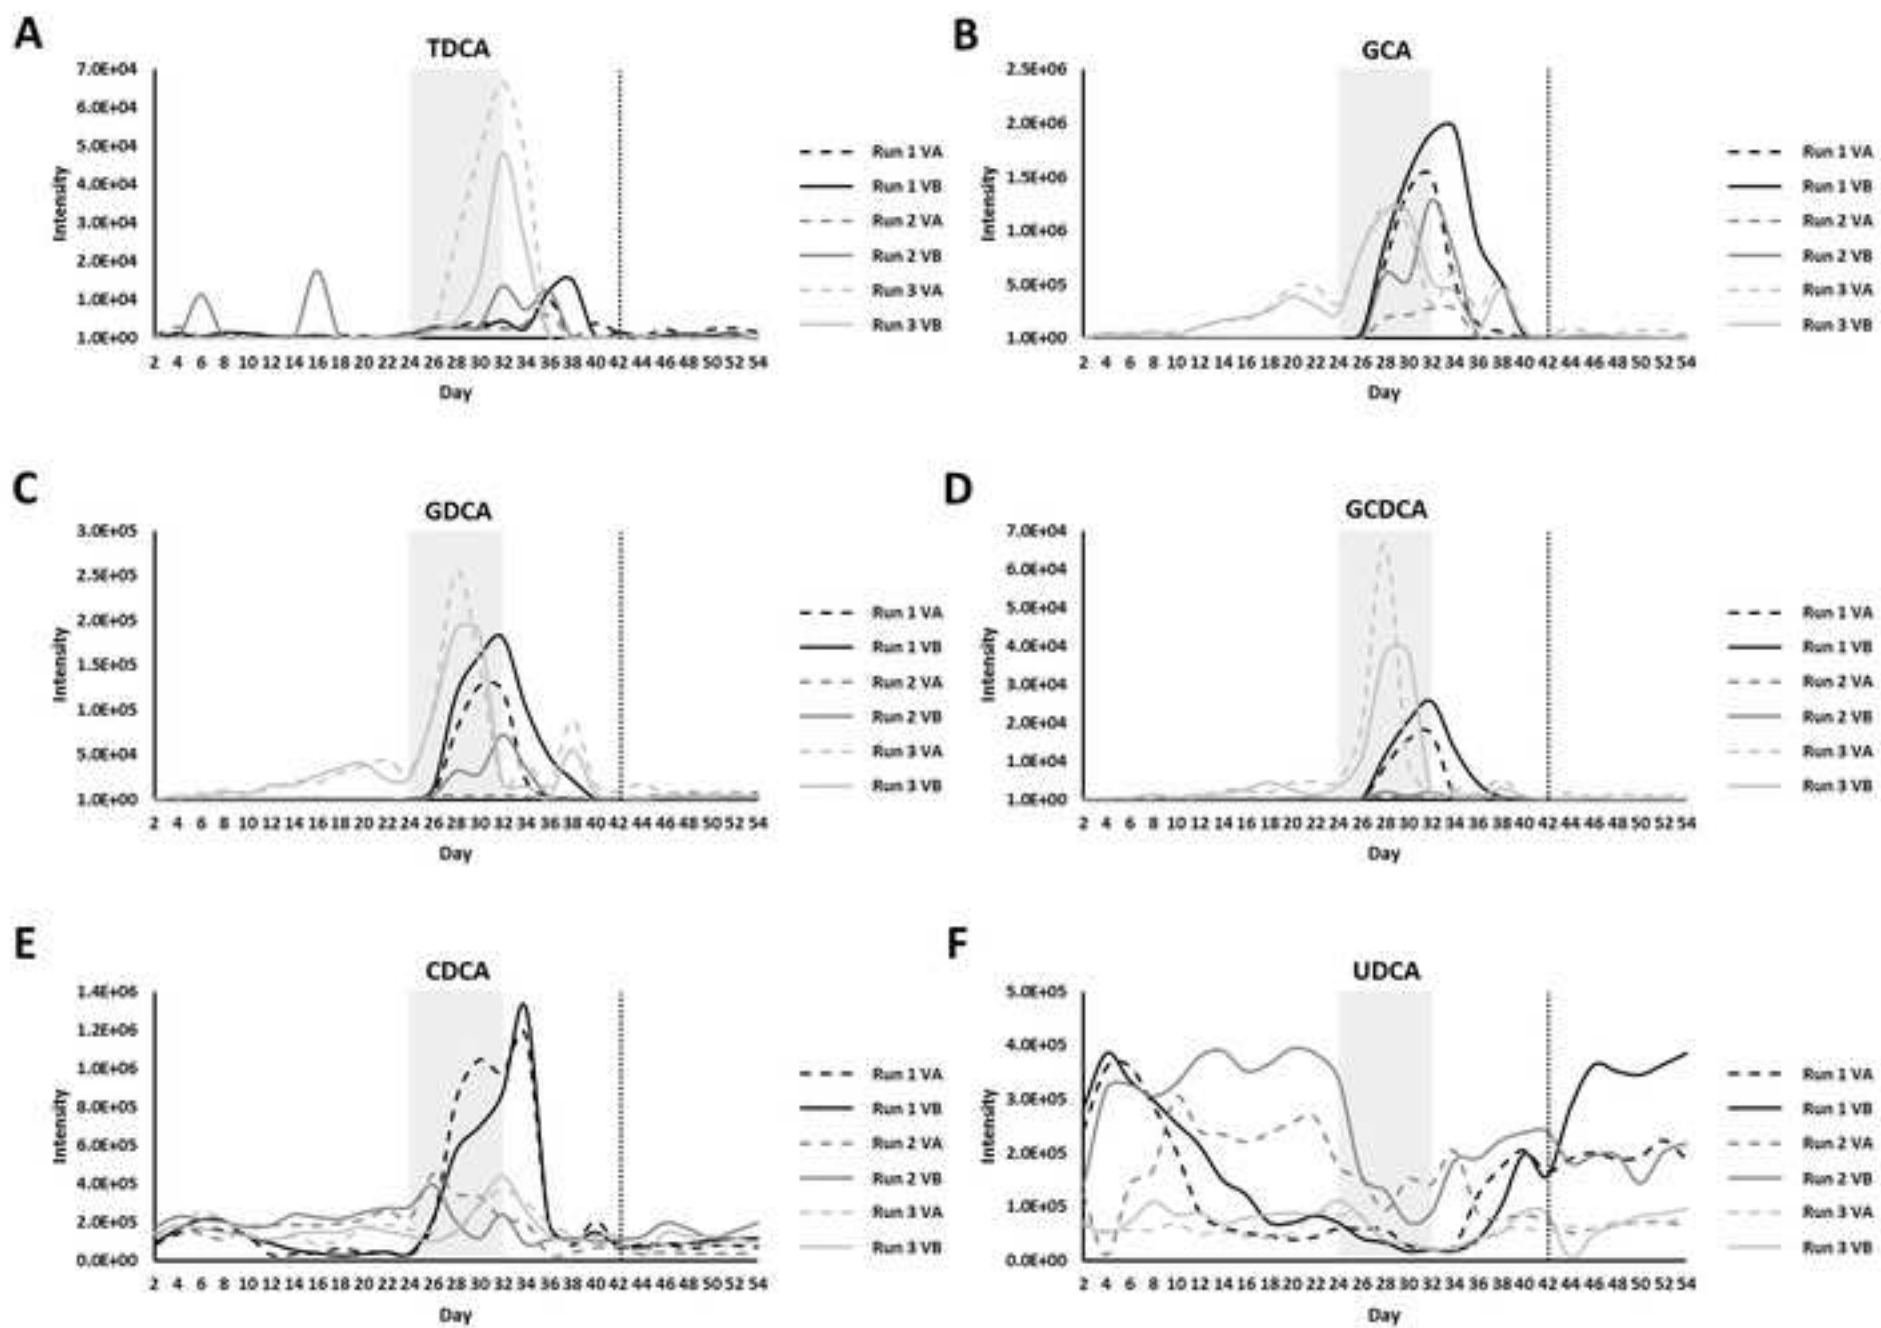 A
TDCA
7.0E+04
6.0E+04
5.0E+04
4.0E+04
3.0E+04
2.0E+04
1.0E+04
1.0E+00
Intensity
2 4 6 8 10 12 14 16 18 20 22 24 26 28 30 32 34 36 38 40 42 44 46 48 50 52 54
Day
Run 1 VA
Run 1 VB
Run 2 VA
Run 2 VB
Run 3 VA
Run 3 VB
B
GCA
2.5E+06
2.0E+06
1.5E+06
1.0E+06
5.0E+05
1.0E+00
Intensity
2 4 6 8 10 12 14 16 18 20 22 24 26 28 30 32 34 36 38 40 42 44 46 48 50 52 54
Day
Run 1 VA
Run 1 VB
Run 2 VA
Run 2 VB
Run 3 VA
Run 3 VB
C
GDCA
3.0E+05
2.5E+05
2.0E+05
1.5E+05
1.0E+05
5.0E+04
1.0E+00
Intensity
2 4 6 8 10 12 14 16 18 20 22 24 26 28 30 32 34 36 38 40 42 44 46 48 50 52 54
Day
Run 1 VA
Run 1 VB
Run 2 VA
Run 2 VB
Run 3 VA
Run 3 VB
D
GCDCA
7.0E+04
6.0E+04
5.0E+04
4.0E+04
3.0E+04
2.0E+04
1.0E+04
1.0E+00
Intensity
2 4 6 8 10 12 14 16 18 20 22 24 26 28 30 32 34 36 38 40 42 44 46 48 50 52 54
Day
Run 1 VA
Run 1 VB
Run 2 VA
Run 2 VB
Run 3 VA
Run 3 VB
E
CDCA
1.4E+06
1.2E+06
1.0E+06
8.0E+05
6.0E+05
4.0E+05
2.0E+05
0.0E+00
Intensity
2 4 6 8 10 12 14 16 18 20 22 24 26 28 30 32 34 36 38 40 42 44 46 48 50 52 54
Day
Run 1 VA
Run 1 VB
Run 2 VA
Run 2 VB
Run 3 VA
Run 3 VB
F
UDCA
5.0E+05
4.0E+05
3.0E+05
2.0E+05
1.0E+05
0.0E+00
Intensity
2 4 6 8 10 12 14 16 18 20 22 24 26 28 30 32 34 36 38 40 42 44 46 48 50 52 54
Day
Run 1 VA
Run 1 VB
Run 2 VA
Run 2 VB
Run 3 VA
Run 3 VB